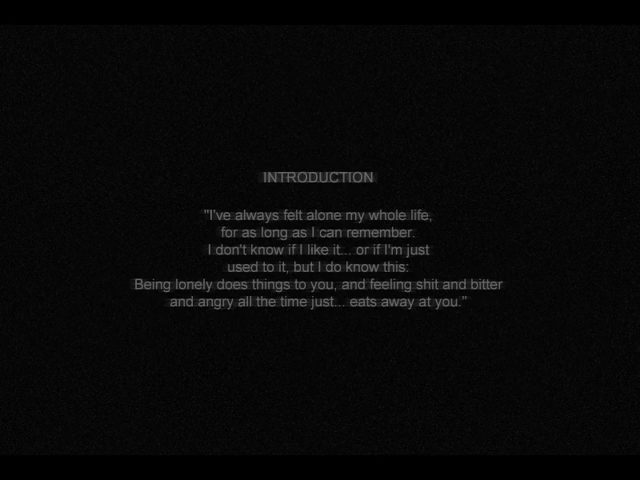 INTRODUCTION
"I've always felt alone my whole life,
for as long as I can remember.
I don't know if I like it... or if I'm just
used to it, but I do know this:
Being lonely does things to you, and feeling shit and bitter
and angry all the time just... eats away at you."